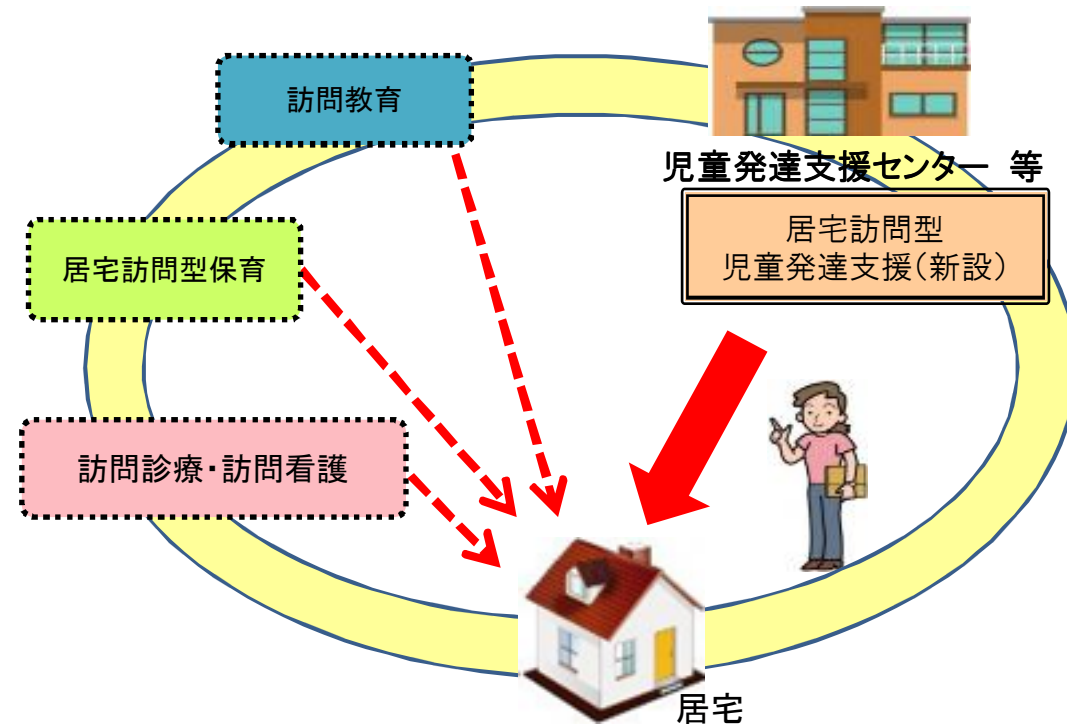 訪問教育
児童発達支援センター 等
居宅訪問型
児童発達支援(新設)
居宅訪問型保育
訪問診療・訪問看護
居宅